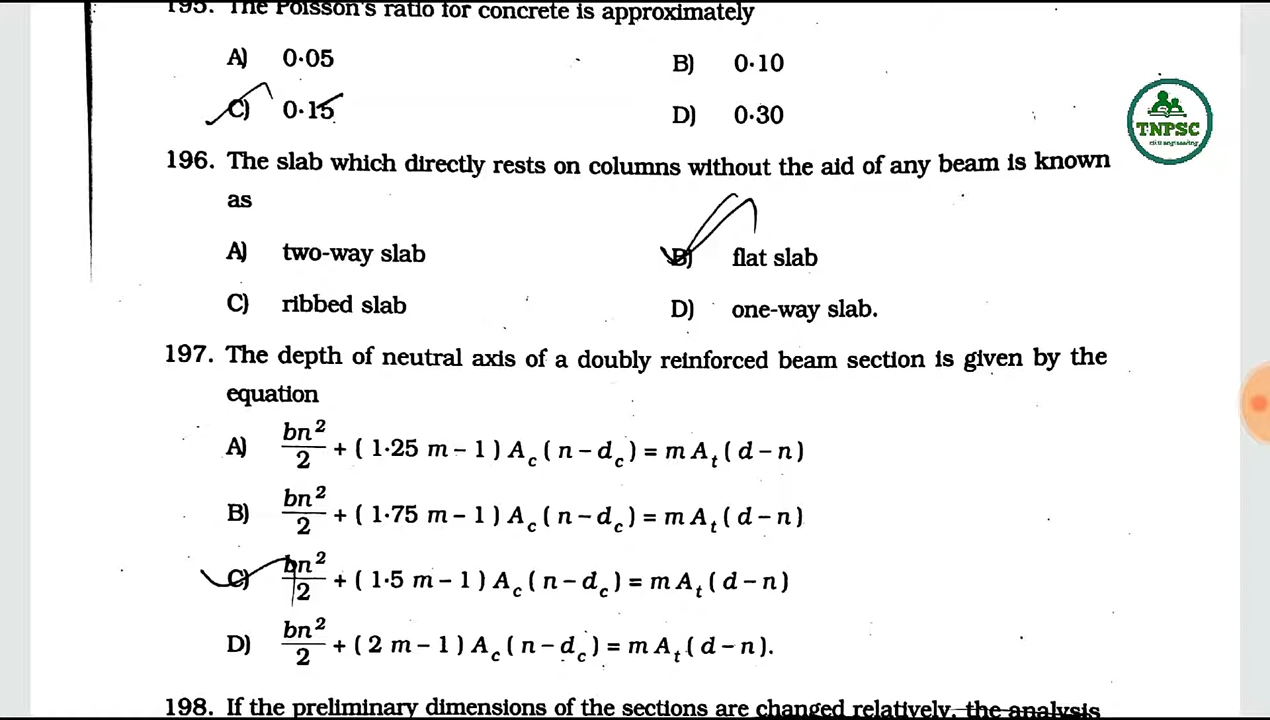 195. The Poisson's ratio for concrete is approximately
A) 0·05
B) 0·10
C) 0·15
D) 0·30
TNPSC
196. The slab which directly rests on columns without the aid of any beam is known
as
A) two-way slab
B) flat slab
C) ribbed slab
D) one-way slab.
197. The depth of neutral axis of a doubly reinforced beam section is given by the
equation
A) bn²/2 + ( 1·25 m – 1 ) A_c ( n – d_c ) = m A_t ( d – n )
B) bn²/2 + ( 1·75 m – 1 ) A_c ( n – d_c ) = m A_t ( d – n )
C) bn²/2 + ( 1·5 m – 1 ) A_c ( n – d_c ) = m A_t ( d – n )
D) bn²/2 + ( 2 m – 1 ) A_c ( n – d_c ) = m A_t ( d – n ).
198. If the preliminary dimensions of the sections are changed relatively, the analysis